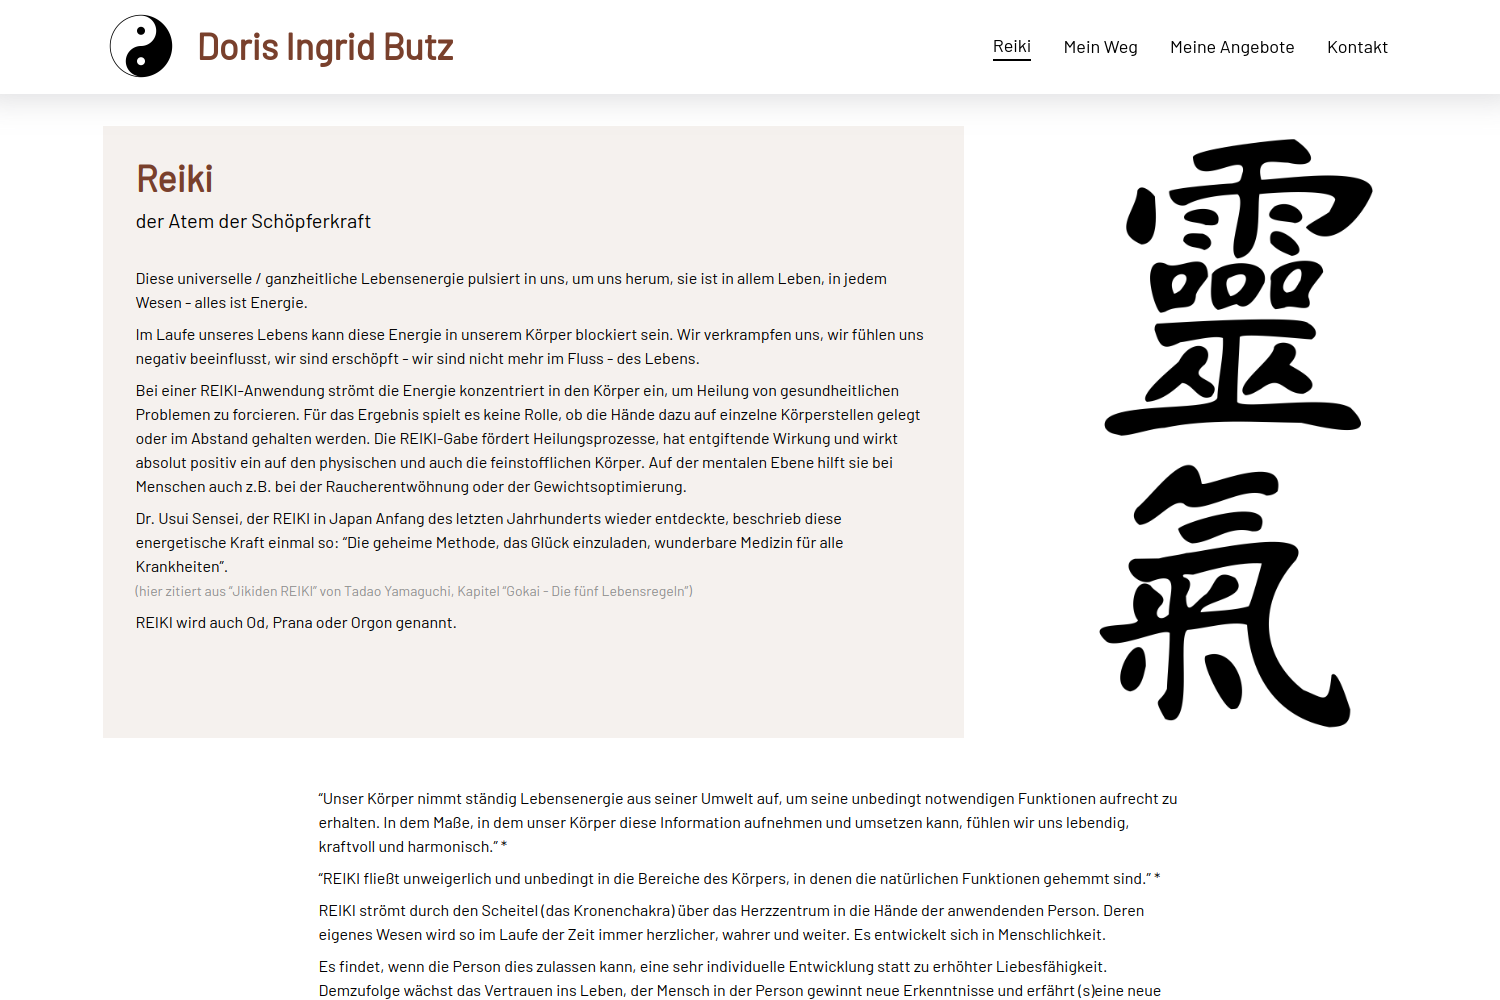 Doris Ingrid Butz
Reiki
Mein Weg
Meine Angebote
Kontakt
Reiki
der Atem der Schöpferkraft
Diese universelle / ganzheitliche Lebensenergie pulsiert in uns, um uns herum, sie ist in allem Leben, in jedem
Wesen - alles ist Energie.
Im Laufe unseres Lebens kann diese Energie in unserem Körper blockiert sein. Wir verkrampfen uns, wir fühlen uns
negativ beeinflusst, wir sind erschöpft - wir sind nicht mehr im Fluss - des Lebens.
Bei einer REIKI-Anwendung strömt die Energie konzentriert in den Körper ein, um Heilung von gesundheitlichen
Problemen zu forcieren. Für das Ergebnis spielt es keine Rolle, ob die Hände dazu auf einzelne Körperstellen gelegt
oder im Abstand gehalten werden. Die REIKI-Gabe fördert Heilungsprozesse, hat entgiftende Wirkung und wirkt
absolut positiv ein auf den physischen und auch die feinstofflichen Körper. Auf der mentalen Ebene hilft sie bei
Menschen auch z.B. bei der Raucherentwöhnung oder der Gewichtsoptimierung.
Dr. Usui Sensei, der REIKI in Japan Anfang des letzten Jahrhunderts wieder entdeckte, beschrieb diese
energetische Kraft einmal so: “Die geheime Methode, das Glück einzuladen, wunderbare Medizin für alle
Krankheiten”.
(hier zitiert aus “Jikiden REIKI” von Tadao Yamaguchi, Kapitel “Gokai - Die fünf Lebensregeln”)
REIKI wird auch Od, Prana oder Orgon genannt.
靈
氣
“Unser Körper nimmt ständig Lebensenergie aus seiner Umwelt auf, um seine unbedingt notwendigen Funktionen aufrecht zu
erhalten. In dem Maße, in dem unser Körper diese Information aufnehmen und umsetzen kann, fühlen wir uns lebendig,
kraftvoll und harmonisch.” *
“REIKI fließt unweigerlich und unbedingt in die Bereiche des Körpers, in denen die natürlichen Funktionen gehemmt sind.” *
REIKI strömt durch den Scheitel (das Kronenchakra) über das Herzzentrum in die Hände der anwendenden Person. Deren
eigenes Wesen wird so im Laufe der Zeit immer herzlicher, wahrer und weiter. Es entwickelt sich in Menschlichkeit.
Es findet, wenn die Person dies zulassen kann, eine sehr individuelle Entwicklung statt zu erhöhter Liebesfähigkeit.
Demzufolge wächst das Vertrauen ins Leben, der Mensch in der Person gewinnt neue Erkenntnisse und erfährt (s)eine neue